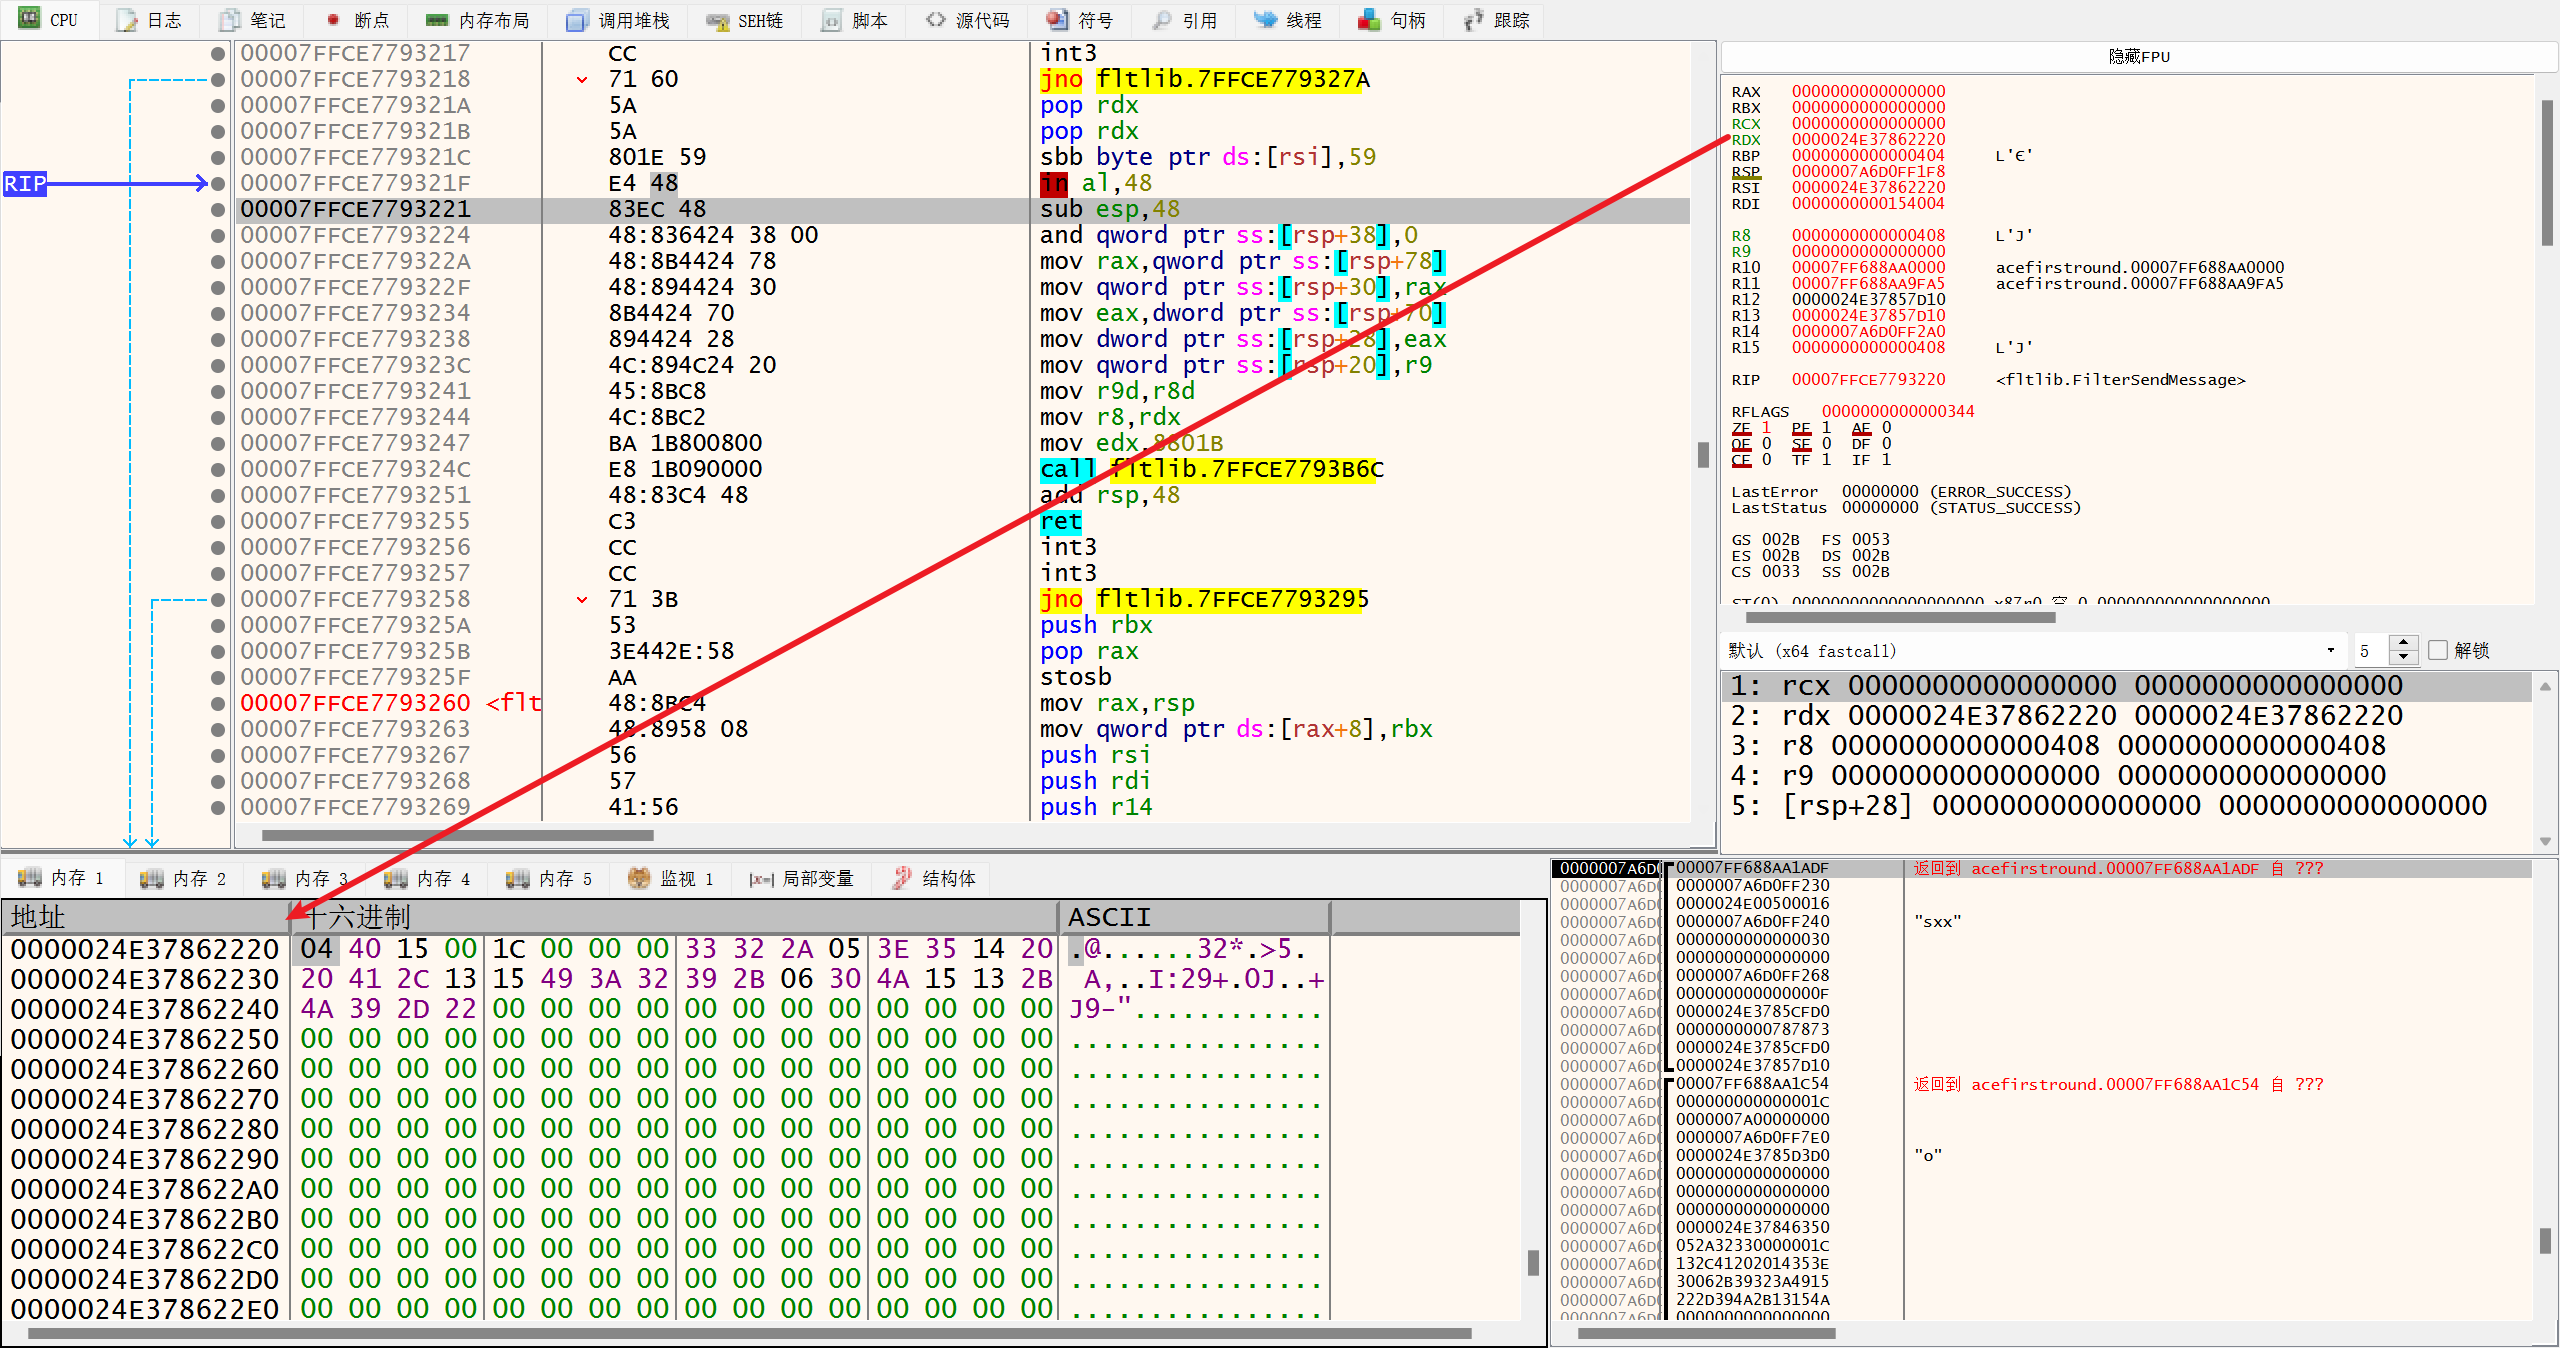 CPU 日志 笔记 断点 内存布局 调用堆栈 SEH链 脚本 源代码 符号 引用 线程 句柄 跟踪
00007FFCE7793217 CC int3
00007FFCE7793218 71 60 jno fltlib.7FFCE779327A
00007FFCE779321A 5A pop rdx
00007FFCE779321B 5A pop rdx
00007FFCE779321C 801E 59 sbb byte ptr ds:[rsi],59
RIP 00007FFCE779321F E4 48 in al,48
00007FFCE7793221 83EC 48 sub esp,48
00007FFCE7793224 48:836424 38 00 and qword ptr ss:[rsp+38],0
00007FFCE779322A 48:8B4424 78 mov rax,qword ptr ss:[rsp+78]
00007FFCE779322F 48:894424 30 mov qword ptr ss:[rsp+30],rax
00007FFCE7793234 8B4424 70 mov eax,dword ptr ss:[rsp+70]
00007FFCE7793238 894424 28 mov dword ptr ss:[rsp+28],eax
00007FFCE779323C 4C:894C24 20 mov qword ptr ss:[rsp+20],r9
00007FFCE7793241 45:8BC8 mov r9d,r8d
00007FFCE7793244 4C:8BC2 mov r8,rdx
00007FFCE7793247 BA 1B800800 mov edx,8801B
00007FFCE779324C E8 1B090000 call fltlib.7FFCE7793B6C
00007FFCE7793251 48:83C4 48 add rsp,48
00007FFCE7793255 C3 ret
00007FFCE7793256 CC int3
00007FFCE7793257 CC int3
00007FFCE7793258 71 3B jno fltlib.7FFCE7793295
00007FFCE779325A 53 push rbx
00007FFCE779325B 3E442E:58 pop rax
00007FFCE779325F AA stosb
00007FFCE7793260 <flt 48:8BC4 mov rax,rsp
00007FFCE7793263 48:8958 08 mov qword ptr ds:[rax+8],rbx
00007FFCE7793267 56 push rsi
00007FFCE7793268 57 push rdi
00007FFCE7793269 41:56 push r14
隐藏FPU
RAX 0000000000000000
RBX 0000000000000000
RCX 0000000000000000
RDX 0000024E37862220
RBP 0000000000000404 L'Є'
RSP 0000007A6D0FF1F8
RSI 0000024E37862220
RDI 0000000000154004
R8 0000000000000408 L'Ј'
R9 0000000000000000
R10 00007FF688AA0000 acefirstround.00007FF688AA0000
R11 00007FF688AA9FA5 acefirstround.00007FF688AA9FA5
R12 0000024E37857D10
R13 0000024E37857D10
R14 0000007A6D0FF2A0
R15 0000000000000408 L'Ј'
RIP 00007FFCE7793220 <fltlib.FilterSendMessage>
RFLAGS 0000000000000344
ZF 1 PF 1 AF 0
OF 0 SF 0 DF 0
CF 0 TF 1 IF 1
LastError 00000000 (ERROR_SUCCESS)
LastStatus 00000000 (STATUS_SUCCESS)
GS 002B FS 0053
ES 002B DS 002B
CS 0033 SS 002B
ST(0) 00000000000000000000 x87r0 空 0.000000000000000000
默认 (x64 fastcall) 5 解锁
1: rcx 0000000000000000 0000000000000000
2: rdx 0000024E37862220 0000024E37862220
3: r8 0000000000000408 0000000000000408
4: r9 0000000000000000 0000000000000000
5: [rsp+28] 0000000000000000 0000000000000000
内存 1 内存 2 内存 3 内存 4 内存 5 监视 1 局部变量 结构体
地址 十六进制 ASCII
0000024E37862220 04 40 15 00 1C 00 00 00 33 32 2A 05 3E 35 14 20 .@......32*.>5.
0000024E37862230 20 41 2C 13 15 49 3A 32 39 2B 06 30 4A 15 13 2B A,..I:29+.0J..+
0000024E37862240 4A 39 2D 22 00 00 00 00 00 00 00 00 00 00 00 00 J9-"............
0000024E37862250 00 00 00 00 00 00 00 00 00 00 00 00 00 00 00 00 ................
0000024E37862260 00 00 00 00 00 00 00 00 00 00 00 00 00 00 00 00 ................
0000024E37862270 00 00 00 00 00 00 00 00 00 00 00 00 00 00 00 00 ................
0000024E37862280 00 00 00 00 00 00 00 00 00 00 00 00 00 00 00 00 ................
0000024E37862290 00 00 00 00 00 00 00 00 00 00 00 00 00 00 00 00 ................
0000024E378622A0 00 00 00 00 00 00 00 00 00 00 00 00 00 00 00 00 ................
0000024E378622B0 00 00 00 00 00 00 00 00 00 00 00 00 00 00 00 00 ................
0000024E378622C0 00 00 00 00 00 00 00 00 00 00 00 00 00 00 00 00 ................
0000024E378622D0 00 00 00 00 00 00 00 00 00 00 00 00 00 00 00 00 ................
0000024E378622E0 00 00 00 00 00 00 00 00 00 00 00 00 00 00 00 00 ................
0000007A6D 00007FF688AA1ADF 返回到 acefirstround.00007FF688AA1ADF 自 ???
0000007A6D 0000007A6D0FF230
0000007A6D 0000024E00500016
0000007A6D 0000007A6D0FF240 "sxx"
0000007A6D 0000000000000030
0000007A6D 0000000000000000
0000007A6D 0000007A6D0FF268
0000007A6D 000000000000000F
0000007A6D 0000024E3785CFD0
0000007A6D 0000000000787873
0000007A6D 0000024E3785CFD0
0000007A6D 0000024E37857D10
0000007A6D 00007FF688AA1C54 返回到 acefirstround.00007FF688AA1C54 自 ???
0000007A6D 000000000000001C
0000007A6D 0000007A00000000
0000007A6D 0000007A6D0FF7E0
0000007A6D 0000024E3785D3D0 "o"
0000007A6D 0000000000000000
0000007A6D 0000000000000000
0000007A6D 0000000000000000
0000007A6D 0000024E37846350
0000007A6D 052A32330000001C
0000007A6D 132C41202014353E
0000007A6D 30062B39323A4915
0000007A6D 222D394A2B13154A
0000007A6D 0000000000000000